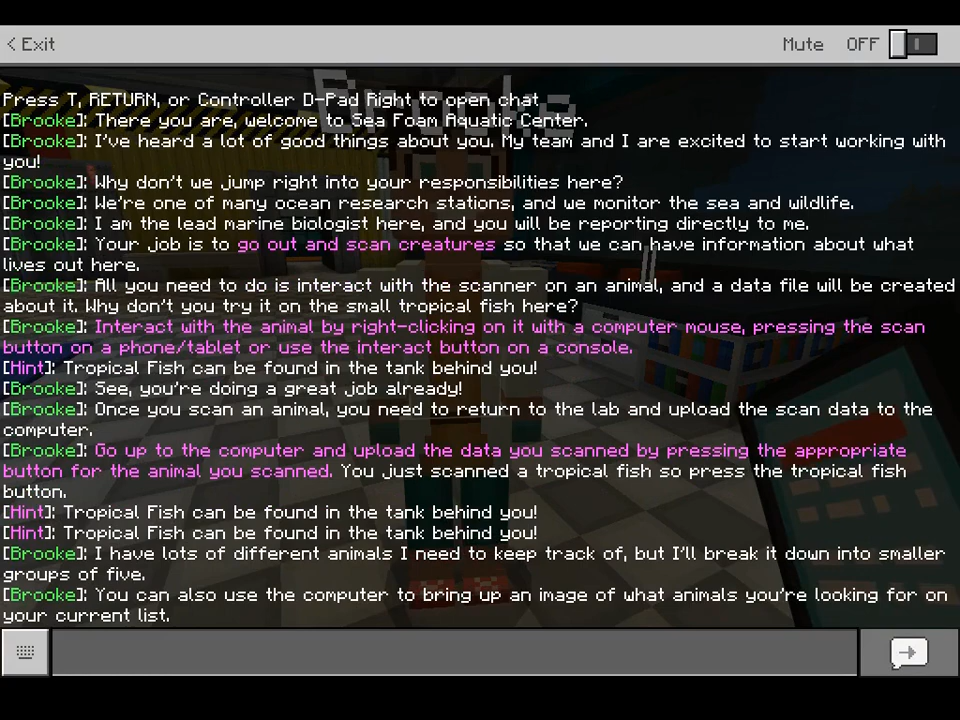 < Exit
Mute OFF
Brooke
Press T, RETURN, or Controller D-Pad Right to open chat
[Brooke]: There you are, welcome to Sea Foam Aquatic Center.
[Brooke]: I've heard a lot of good things about you. My team and I are excited to start working with
you!
[Brooke]: Why don't we jump right into your responsibilities here?
[Brooke]: We're one of many ocean research stations, and we monitor the sea and wildlife.
[Brooke]: I am the lead marine biologist here, and you will be reporting directly to me.
[Brooke]: Your job is to go out and scan creatures so that we can have information about what
lives out here.
[Brooke]: All you need to do is interact with the scanner on an animal, and a data file will be created
about it. Why don't you try it on the small tropical fish here?
[Brooke]: Interact with the animal by right-clicking on it with a computer mouse, pressing the scan
button on a phone/tablet or use the interact button on a console.
[Hint]: Tropical Fish can be found in the tank behind you!
[Brooke]: See, you're doing a great job already!
[Brooke]: Once you scan an animal, you need to return to the lab and upload the scan data to the
computer.
[Brooke]: Go up to the computer and upload the data you scanned by pressing the appropriate
button for the animal you scanned. You just scanned a tropical fish so press the tropical fish
button.
[Hint]: Tropical Fish can be found in the tank behind you!
[Hint]: Tropical Fish can be found in the tank behind you!
[Brooke]: I have lots of different animals I need to keep track of, but I'll break it down into smaller
groups of five.
[Brooke]: You can also use the computer to bring up an image of what animals you're looking for on
your current list.